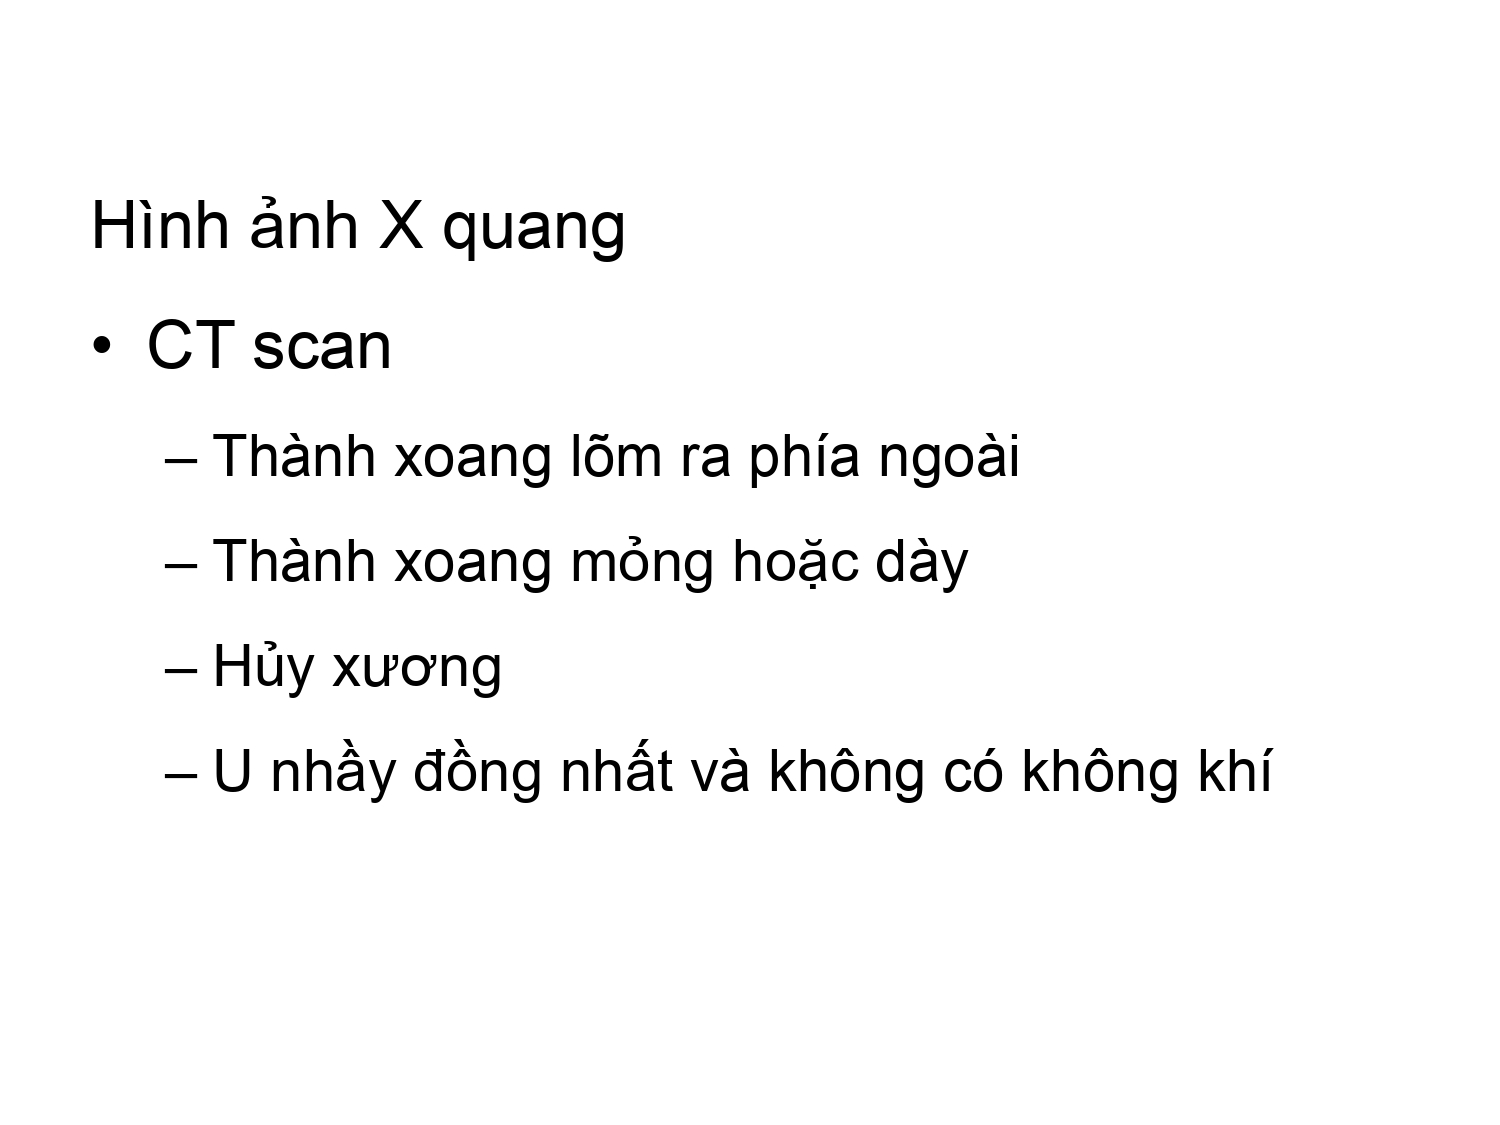 Hình ảnh X quang
• CT scan
– Thành xoang lõm ra phía ngoài
– Thành xoang mỏng hoặc dày
– Hủy xương
– U nhầy đồng nhất và không có không khí